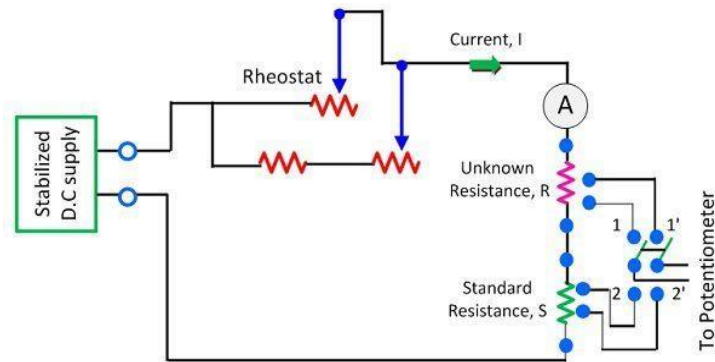 Current, I
Rheostat
A
Stabilized
D.C supply
Unknown
Resistance, R
1 1'
Standard
Resistance, S
2 2'
To Potentiometer